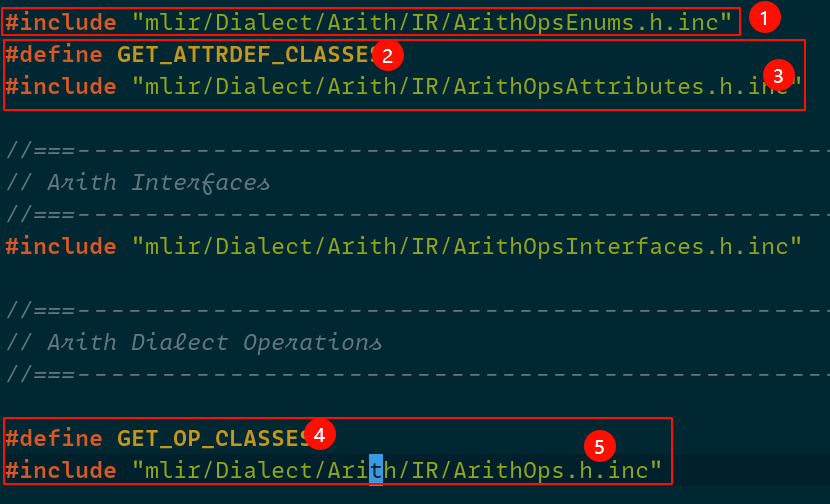 #include "mlir/Dialect/Arith/IR/ArithOpsEnums.h.inc" 1
#define GET_ATTRDEF_CLASSES 2
#include "mlir/Dialect/Arith/IR/ArithOpsAttributes.h.inc" 3
//===----------------------------------------------------
// Arith Interfaces
//===----------------------------------------------------
#include "mlir/Dialect/Arith/IR/ArithOpsInterfaces.h.inc"
//===----------------------------------------------------
// Arith Dialect Operations
//===----------------------------------------------------
#define GET_OP_CLASSES 4
#include "mlir/Dialect/Arith/IR/ArithOps.h.inc" 5